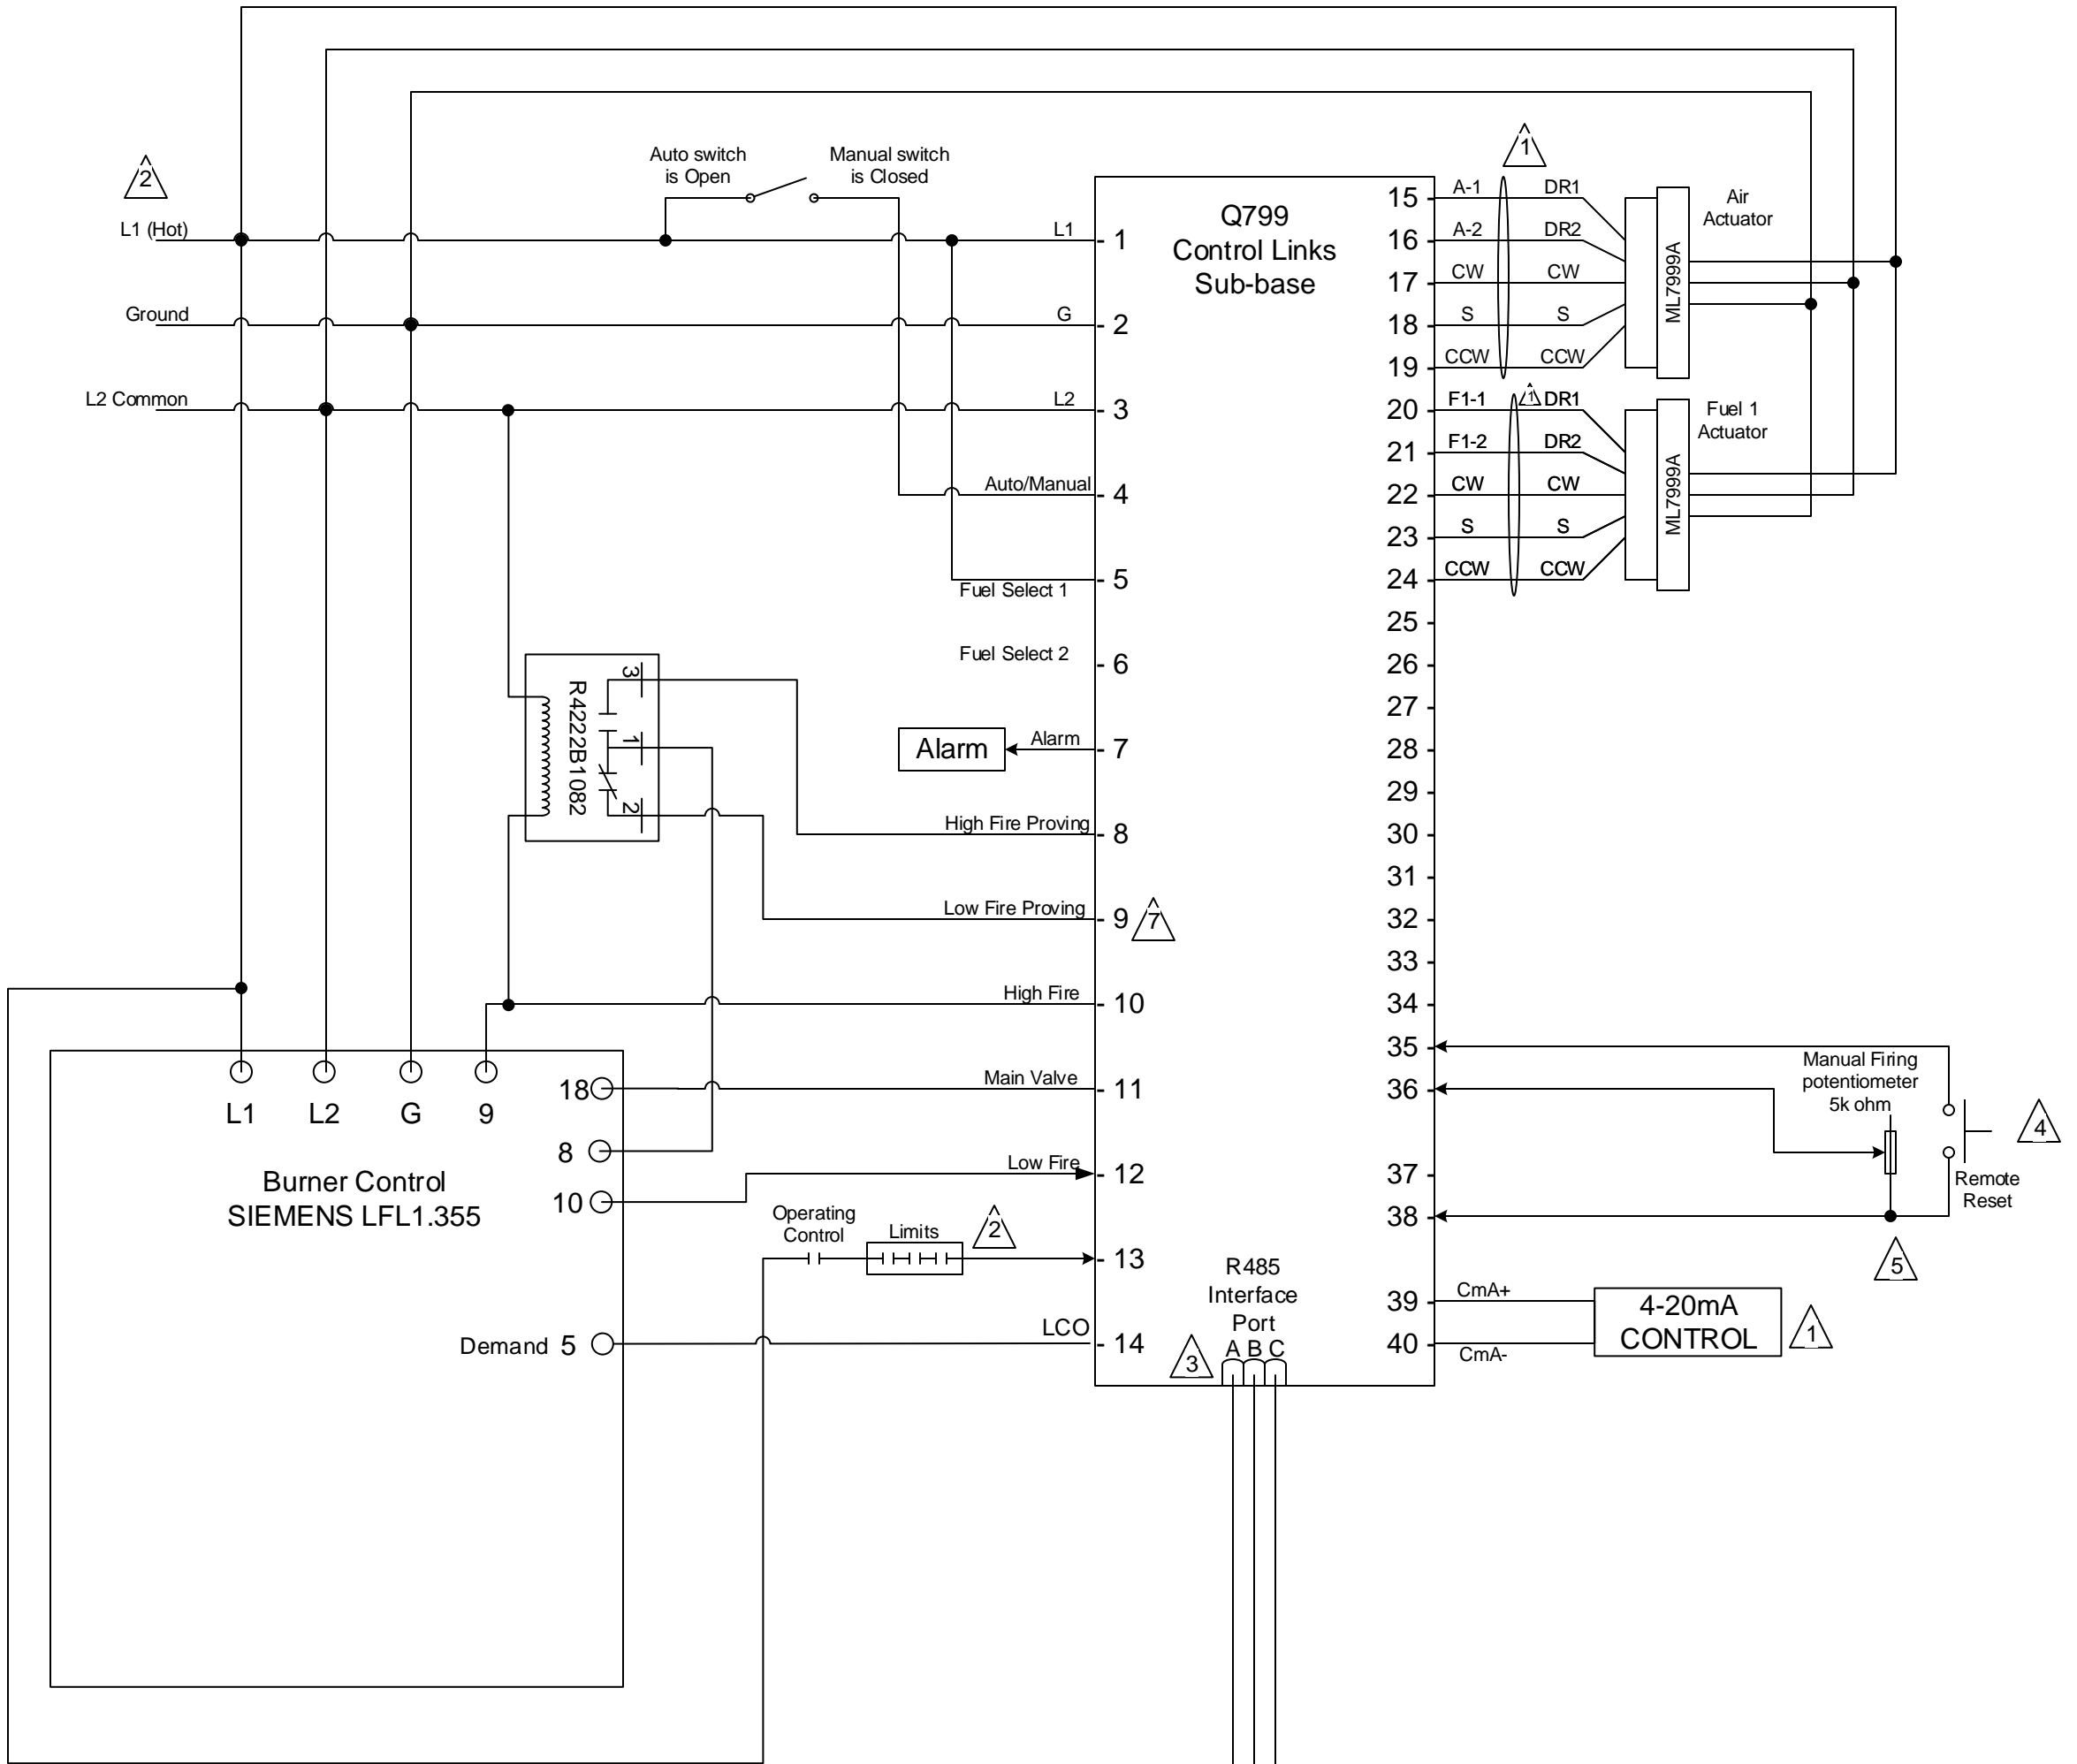 2
L1 (Hot)
Ground
L2 Common
Auto switch
is Open
Manual switch
is Closed
L1
G
L2
Auto/Manual
Fuel Select 1
Fuel Select 2
Alarm
Alarm
High Fire Proving
Low Fire Proving
High Fire
Main Valve
Low Fire
LCO
R4222B1082
3
1
2
Q799
Control Links
Sub-base
1
2
3
4
5
6
7
8
9
7
10
11
12
13
14
15
16
17
18
19
20
21
22
23
24
25
26
27
28
29
30
31
32
33
34
35
36
37
38
39
40
1
A-1
DR1
A-2
DR2
CW
CW
S
S
CCW
CCW
ML7999A
Air
Actuator
F1-1
1
DR1
F1-2
DR2
CW
CW
S
S
CCW
CCW
ML7999A
Fuel 1
Actuator
Manual Firing
potentiometer
5k ohm
4
Remote
Reset
5
CmA+
CmA-
4-20mA
CONTROL
1
R485
Interface
Port
A B C
3
Operating
Control
Limits
2
L1
L2
G
9
18
8
10
Demand 5
Burner Control
SIEMENS LFL1.355